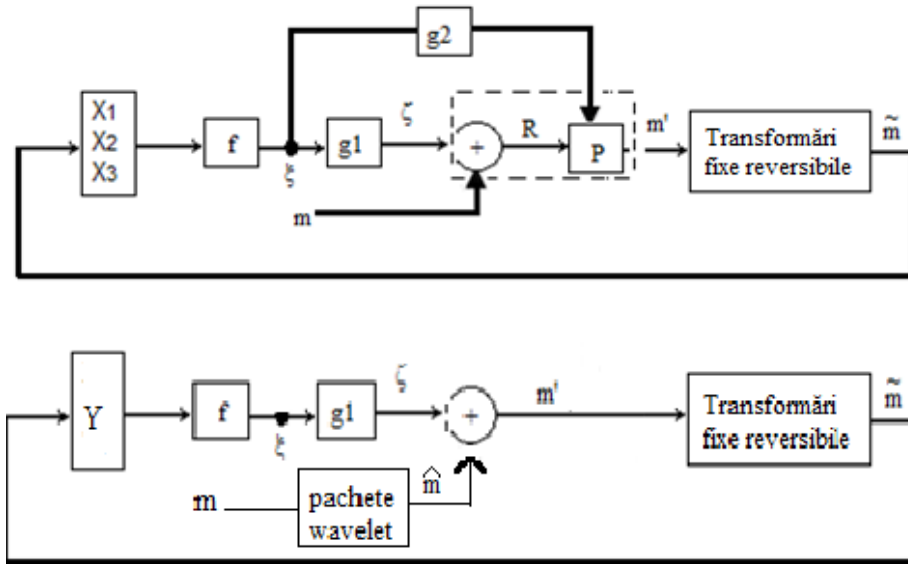 g2
X1
X2
X3
f
ξ
g1
ζ
+
R
P
m'
Transformări
fixe reversibile
m̃
m
Y
f
ξ
g1
ζ
+
m'
Transformări
fixe reversibile
m̃
m
pachete
wavelet
m̂